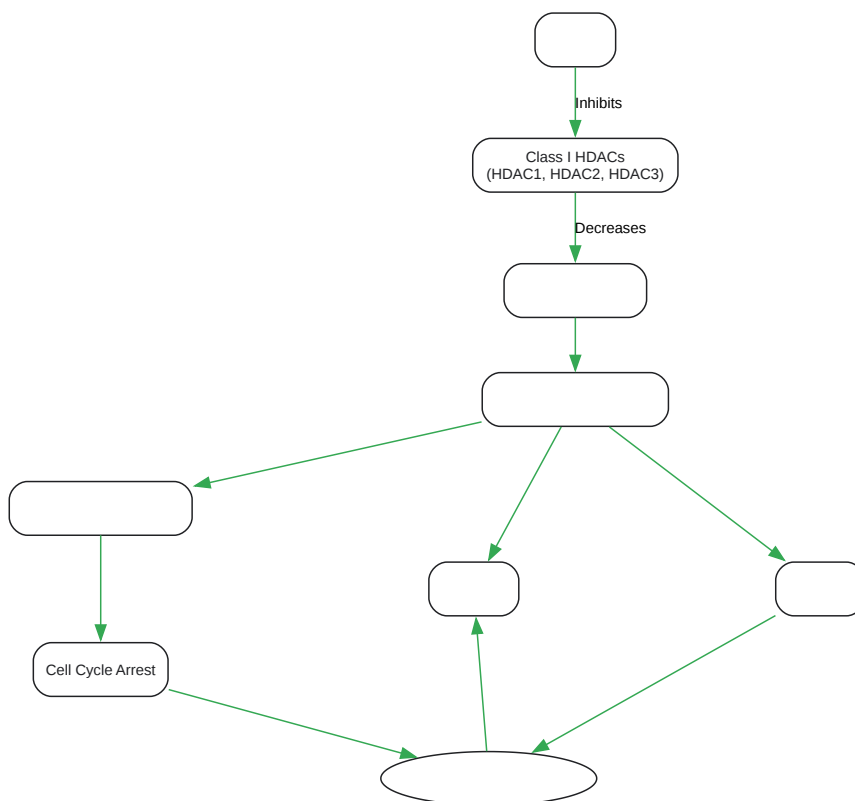 Inhibits
Class I HDACs
(HDAC1, HDAC2, HDAC3)
Decreases
Cell Cycle Arrest